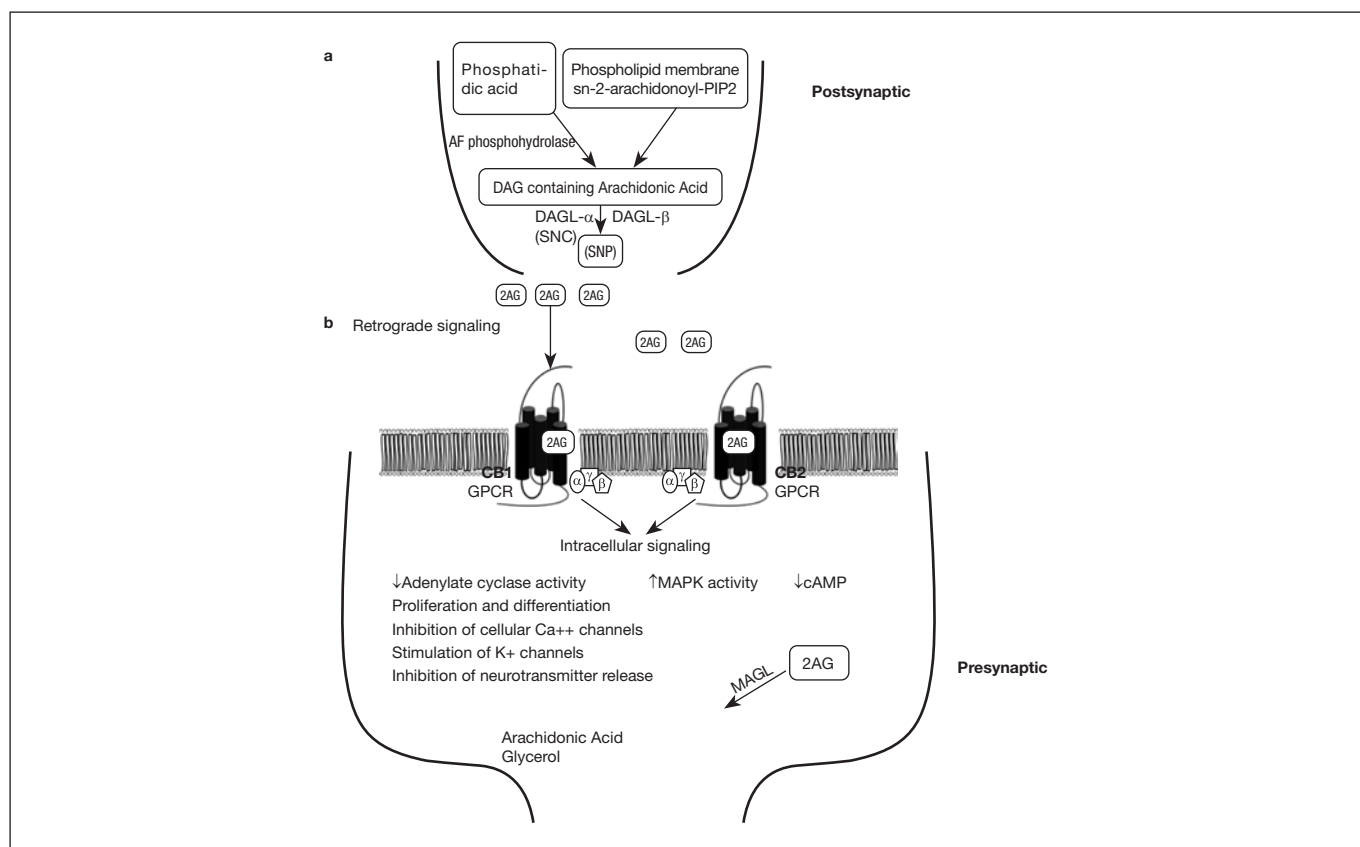 a
Phosphati-
dic acid
Phospholipid membrane
sn-2-arachidonoyl-PIP2
Postsynaptic
AF phosphohydrolase
DAG containing Arachidonic Acid
DAGL-α
(SNC)
DAGL-β
(SNP)
2AG 2AG 2AG
b Retrograde signaling
2AG 2AG
2AG
2AG
CB1
GPCR
α γ β
α γ β
CB2
GPCR
Intracellular signaling
↓Adenylate cyclase activity ↑MAPK activity ↓cAMP
Proliferation and differentiation
Inhibition of cellular Ca++ channels
Stimulation of K+ channels
Inhibition of neurotransmitter release
2AG
MAGL
Presynaptic
Arachidonic Acid
Glycerol